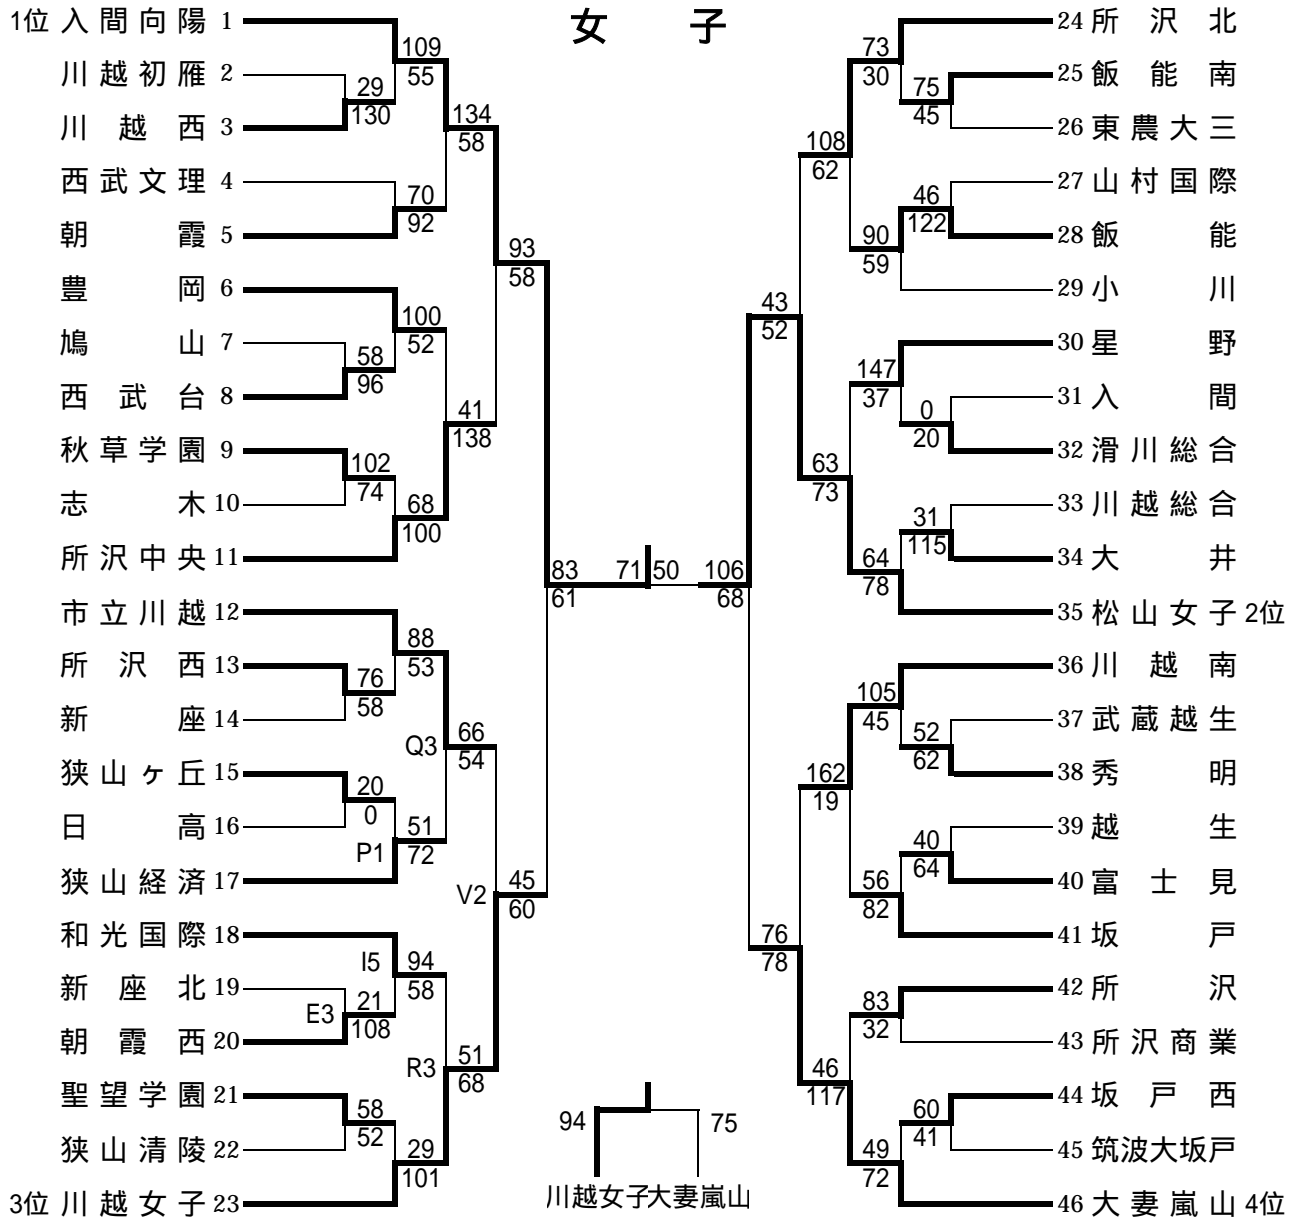 女 子
1位 入間向陽 1
109
55
川越初雁 2
29
130
川越西 3
134
58
西武文理 4
70
92
朝霞 5
93
58
豊岡 6
100
52
鳩山 7
58
96
西武台 8
41
138
秋草学園 9
102
74
志木 10
68
100
所沢中央 11
83
61
71 50
市立川越 12
88
53
所沢西 13
76
58
新座 14
Q3
66
54
狭山ヶ丘 15
20
0
日高 16
P1
51
72
狭山経済 17
V2
45
60
和光国際 18
I5
94
58
新座北 19
E3
21
108
朝霞西 20
R3
51
68
聖望学園 21
58
52
狭山清陵 22
29
101
3位 川越女子 23
94
75
川越女子 大妻嵐山
24 所沢北
73
30
25 飯能南
75
45
26 東農大三
108
62
27 山村国際
46
122
28 飯能
90
59
29 小川
43
52
30 星野
147
37
31 入間
0
20
32 滑川総合
63
73
33 川越総合
31
115
34 大井
64
78
35 松山女子 2位
106
68
36 川越南
105
45
37 武蔵越生
52
62
38 秀明
162
19
39 越生
40
64
40 富士見
56
82
41 坂戸
76
78
42 所沢
83
32
43 所沢商業
46
117
44 坂戸西
60
41
45 筑波大坂戸
49
72
46 大妻嵐山 4位